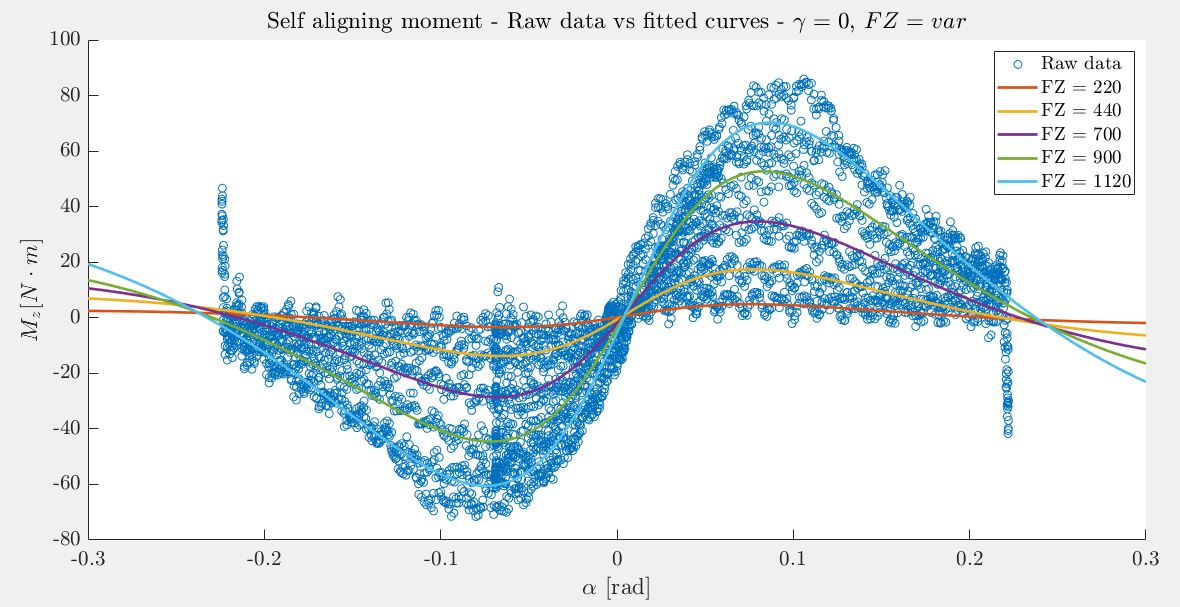 Self aligning moment - Raw data vs fitted curves - γ = 0, FZ = var
100
80
60
40
20
0
-20
-40
-60
-80
M_z[N · m]
-0.3
-0.2
-0.1
0
0.1
0.2
0.3
α [rad]
Raw data
FZ = 220
FZ = 440
FZ = 700
FZ = 900
FZ = 1120